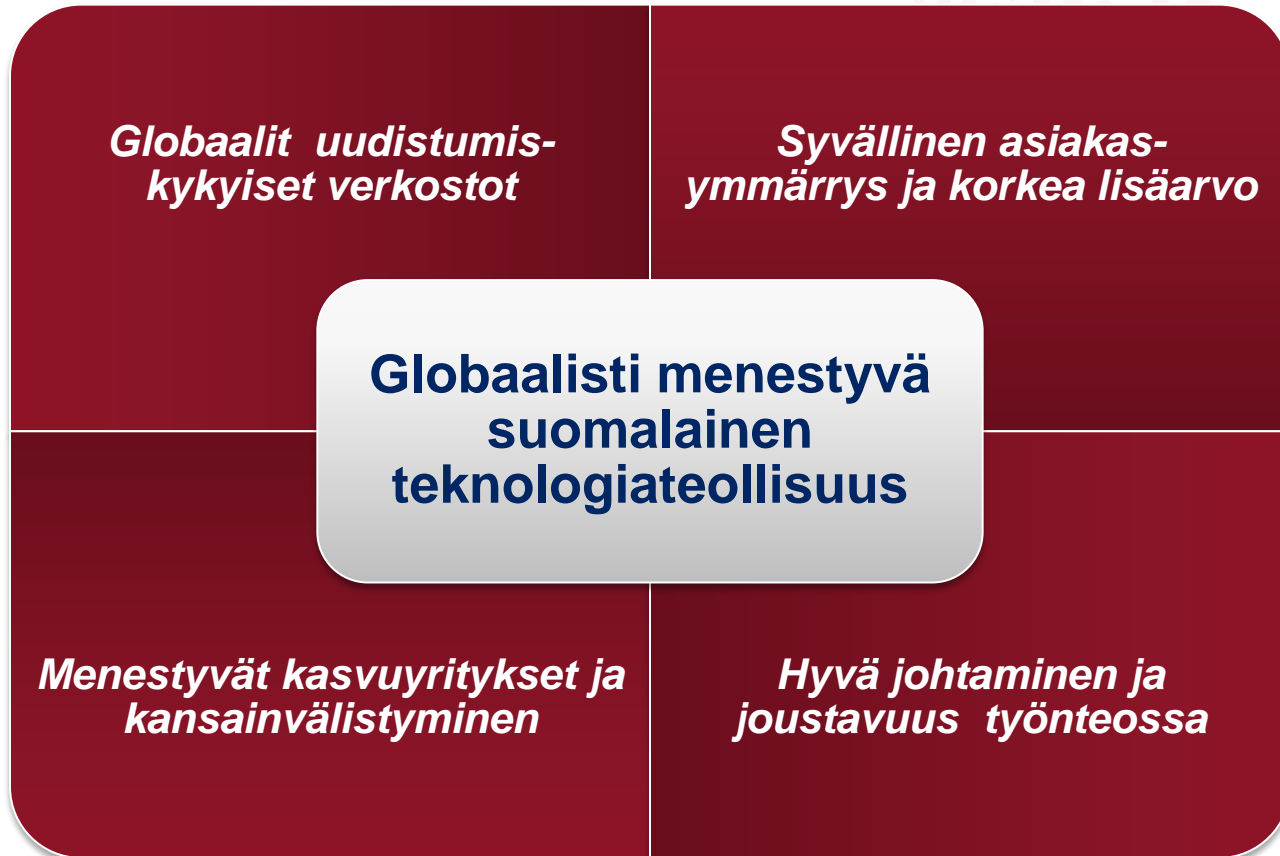 Globaalit uudistumis-
kykyiset verkostot
Syvällinen asiakas-
ymmärrys ja korkea lisäarvo
Globaalisti menestyvä
suomalainen
teknologiateollisuus
Menestyvät kasvuyritykset ja
kansainvälistyminen
Hyvä johtaminen ja
joustavuus työnteossa